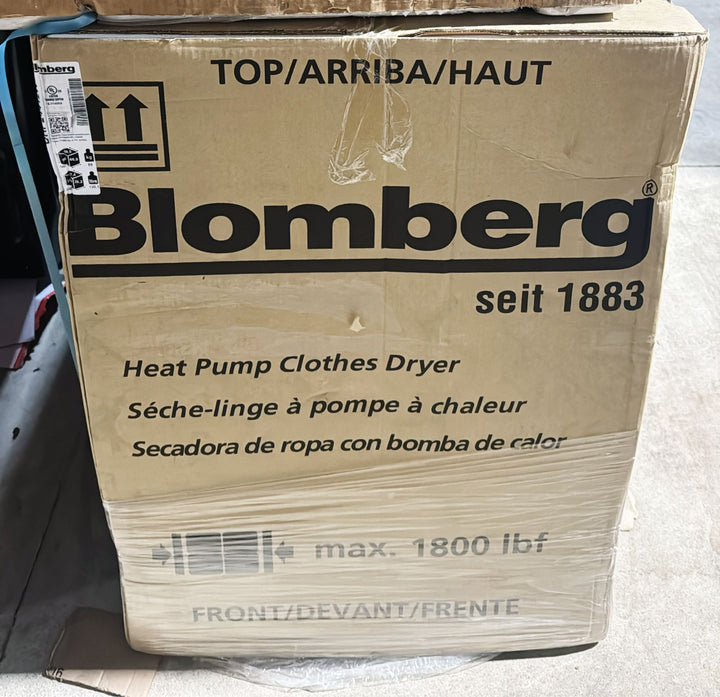 TOP/ARRIBA/HAUT
mberg
Blomberg®
seit 1883
Heat Pump Clothes Dryer
Séche-linge à pompe à chaleur
Secadora de ropa con bomba de calor
max. 1800 lbf
FRONT/DEVANT/FRENTE